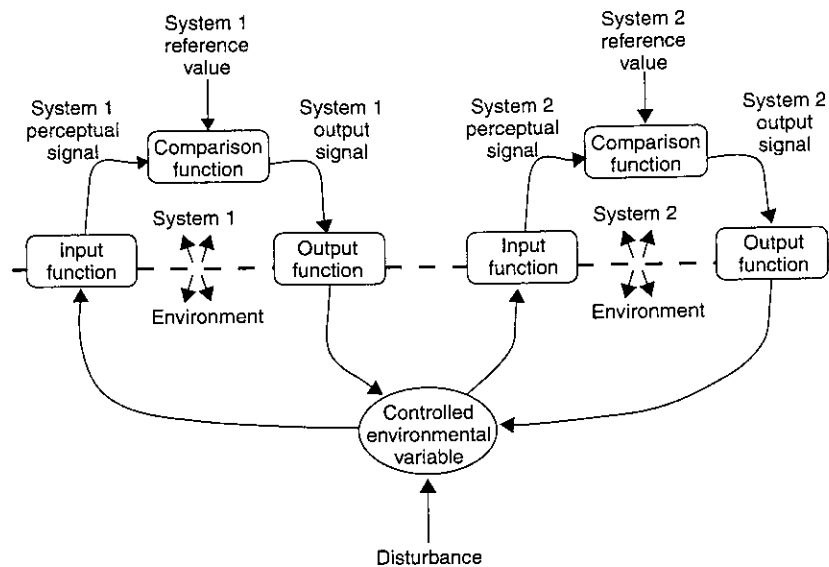 System 1
reference
value
System 2
reference
value
System 1
perceptual
signal
Comparison
function
System 1
output
signal
System 2
perceptual
signal
Comparison
function
System 2
output
signal
input
function
System 1
Environment
Output
function
Input
function
System 2
Environment
Output
function
Controlled
environmental
variable
Disturbance